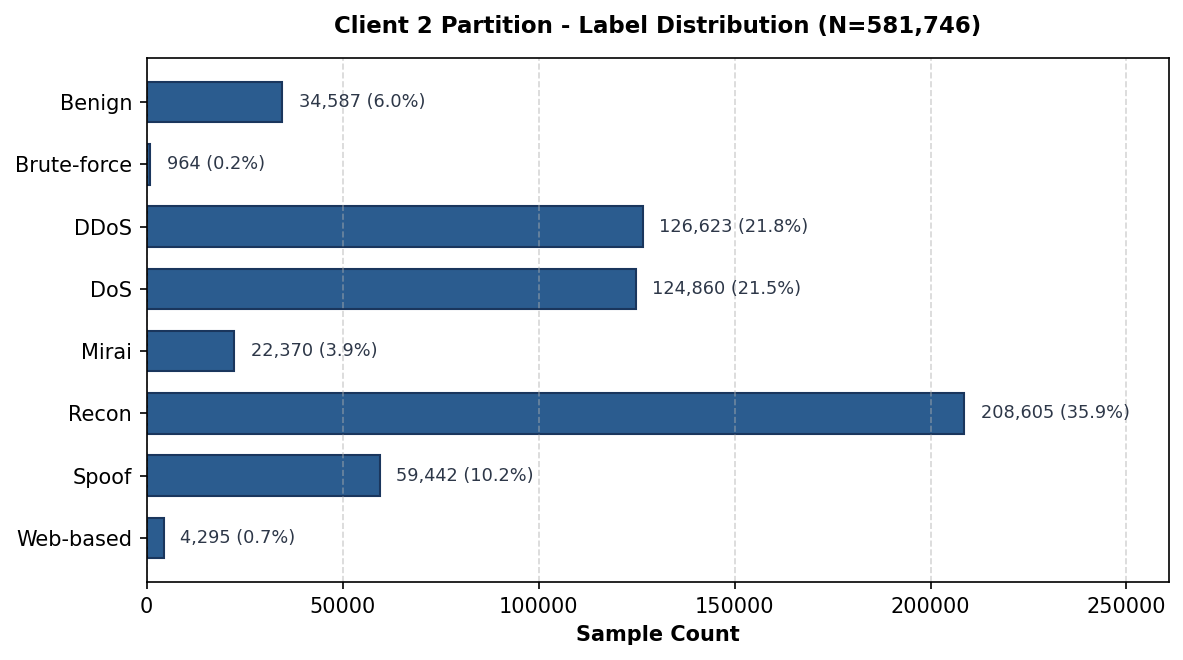 Client 2 Partition - Label Distribution (N=581,746)
Benign 34,587 (6.0%)
Brute-force 964 (0.2%)
DDoS 126,623 (21.8%)
DoS 124,860 (21.5%)
Mirai 22,370 (3.9%)
Recon 208,605 (35.9%)
Spoof 59,442 (10.2%)
Web-based 4,295 (0.7%)
0 50000 100000 150000 200000 250000
Sample Count